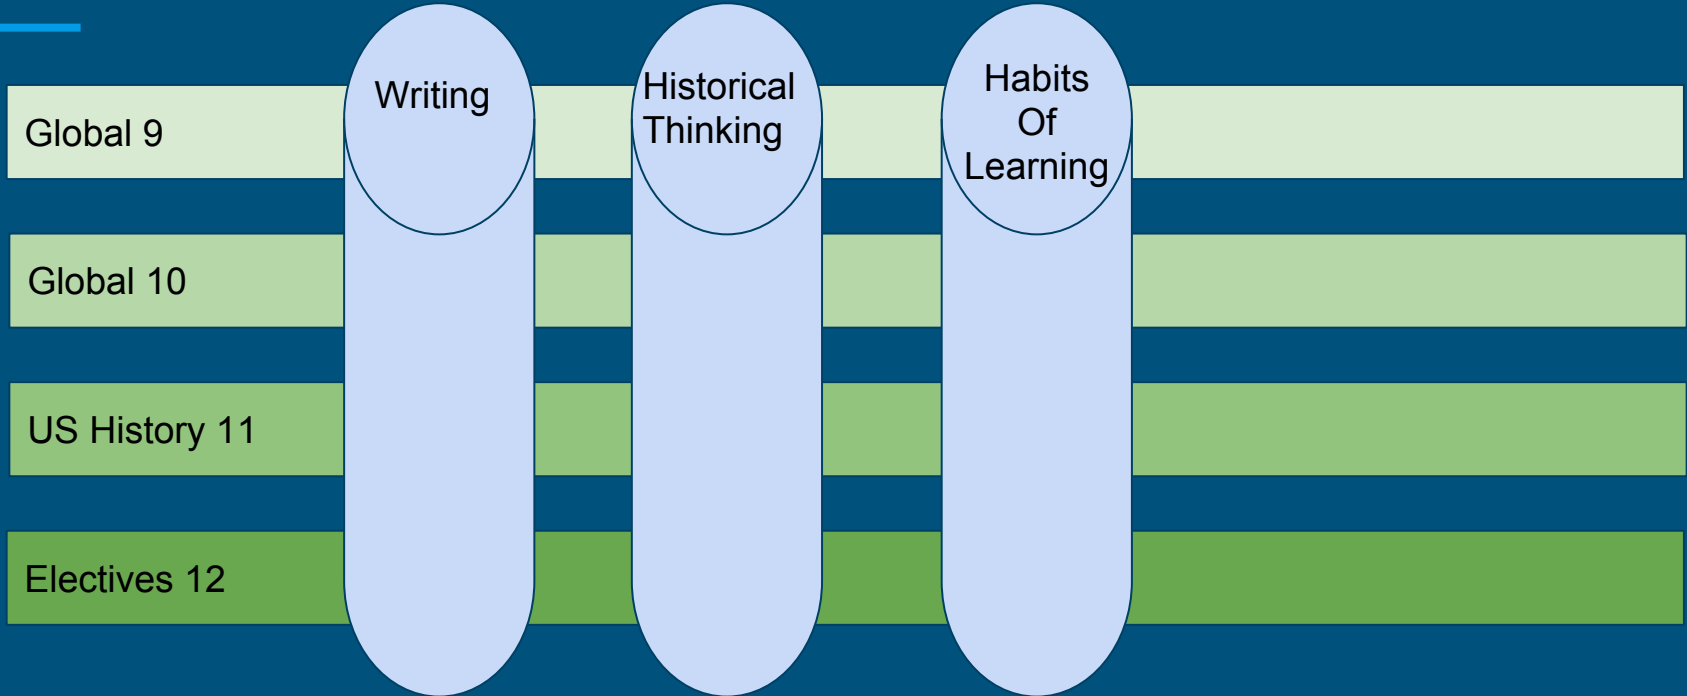 Writing
Historical
Thinking
Habits
Of
Learning
Global 9
Global 10
US History 11
Electives 12